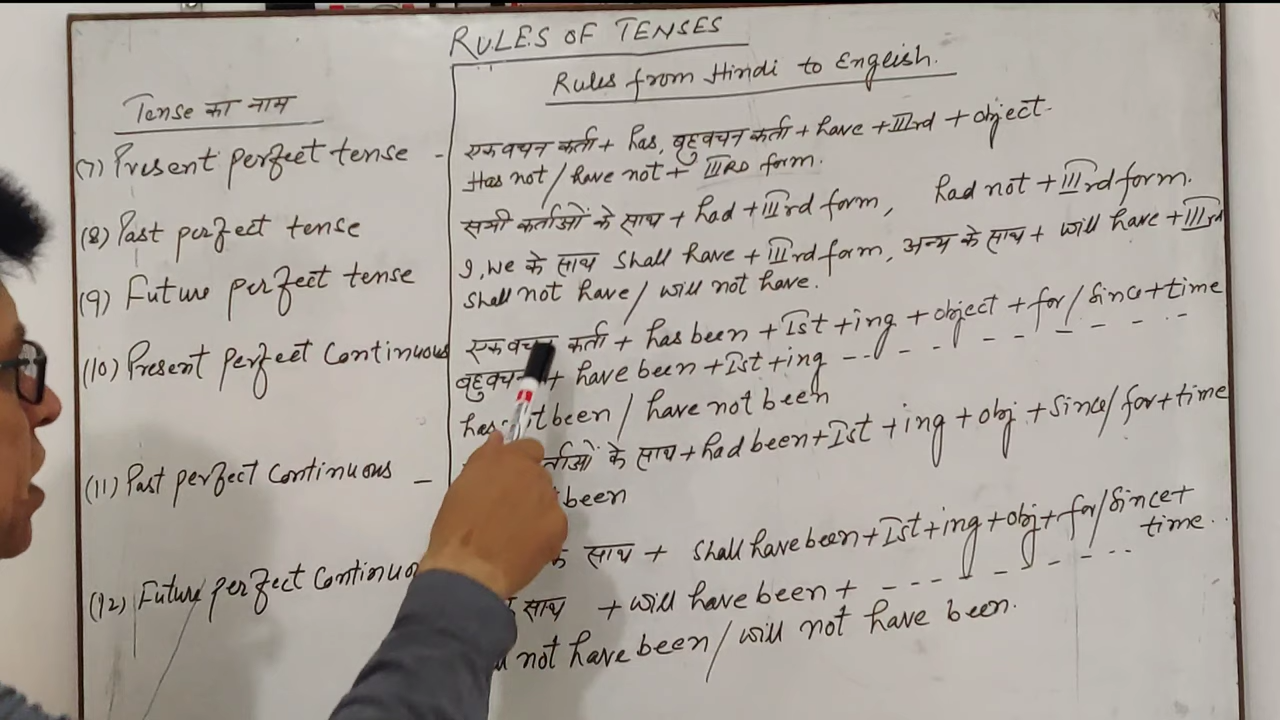 RULES OF TENSES
Rules from Hindi to English.
Tense का नाम
(7) Present perfect tense -
एकवचन कर्ता + has, बहुवचन कर्ता + have + IIIrd + object
Has not / have not + IIIRD form.
(8) Past perfect tense
सभी कर्ताओं के साथ + had + IIIrd form, had not + IIIrd form.
(9) Future perfect tense
I, We के साथ shall have + IIIrd form, अन्य के साथ + will have + IIIrd
Shall not have / will not have.
(10) Present perfect Continuous
एकवचन कर्ता + has been + Ist + ing + object + for / Since + time
बहुवचन + have been + Ist + ing - - - - - - - - -
been / have not been
(11) Past perfect Continuous -
के साथ + had been + Ist + ing + obj + Since / for + time
been
(12) Future perfect
साथ + Shall have been + Ist + ing + obj + for / Since +
time.
साथ + will have been + - - - - - - - - -
not have been / will not have been.